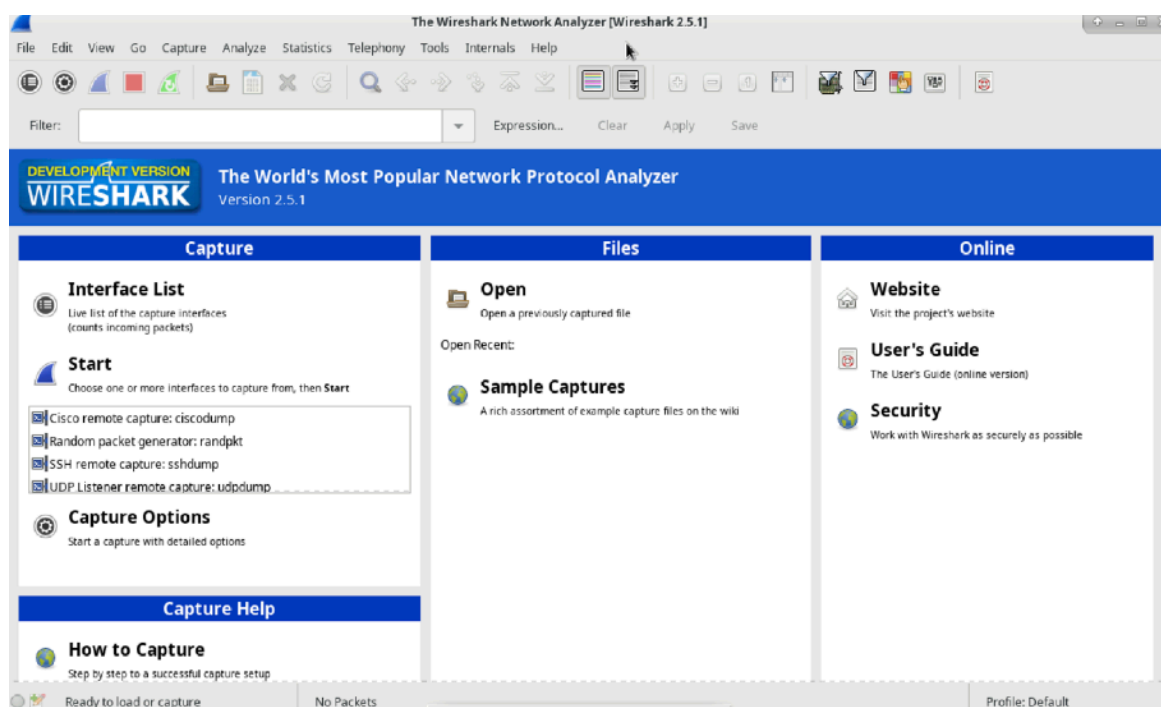 The Wireshark Network Analyzer [Wireshark 2.5.1]
File Edit View Go Capture Analyze Statistics Telephony Tools Internals Help
Filter:
Expression... Clear Apply Save
DEVELOPMENT VERSION
WIRESHARK
The World's Most Popular Network Protocol Analyzer
Version 2.5.1
Capture
Interface List
Live list of the capture interfaces
(counts incoming packets)
Start
Choose one or more interfaces to capture from, then Start
Cisco remote capture: ciscodump
Random packet generator: randpkt
SSH remote capture: sshdump
UDP Listener remote capture: udpdump
Capture Options
Start a capture with detailed options
Capture Help
How to Capture
Step by step to a successful capture setup
Files
Open
Open a previously captured file
Open Recent:
Sample Captures
A rich assortment of example capture files on the wiki
Online
Website
Visit the project's website
User's Guide
The User's Guide (online version)
Security
Work with Wireshark as securely as possible
Ready to load or capture
No Packets
Profile: Default